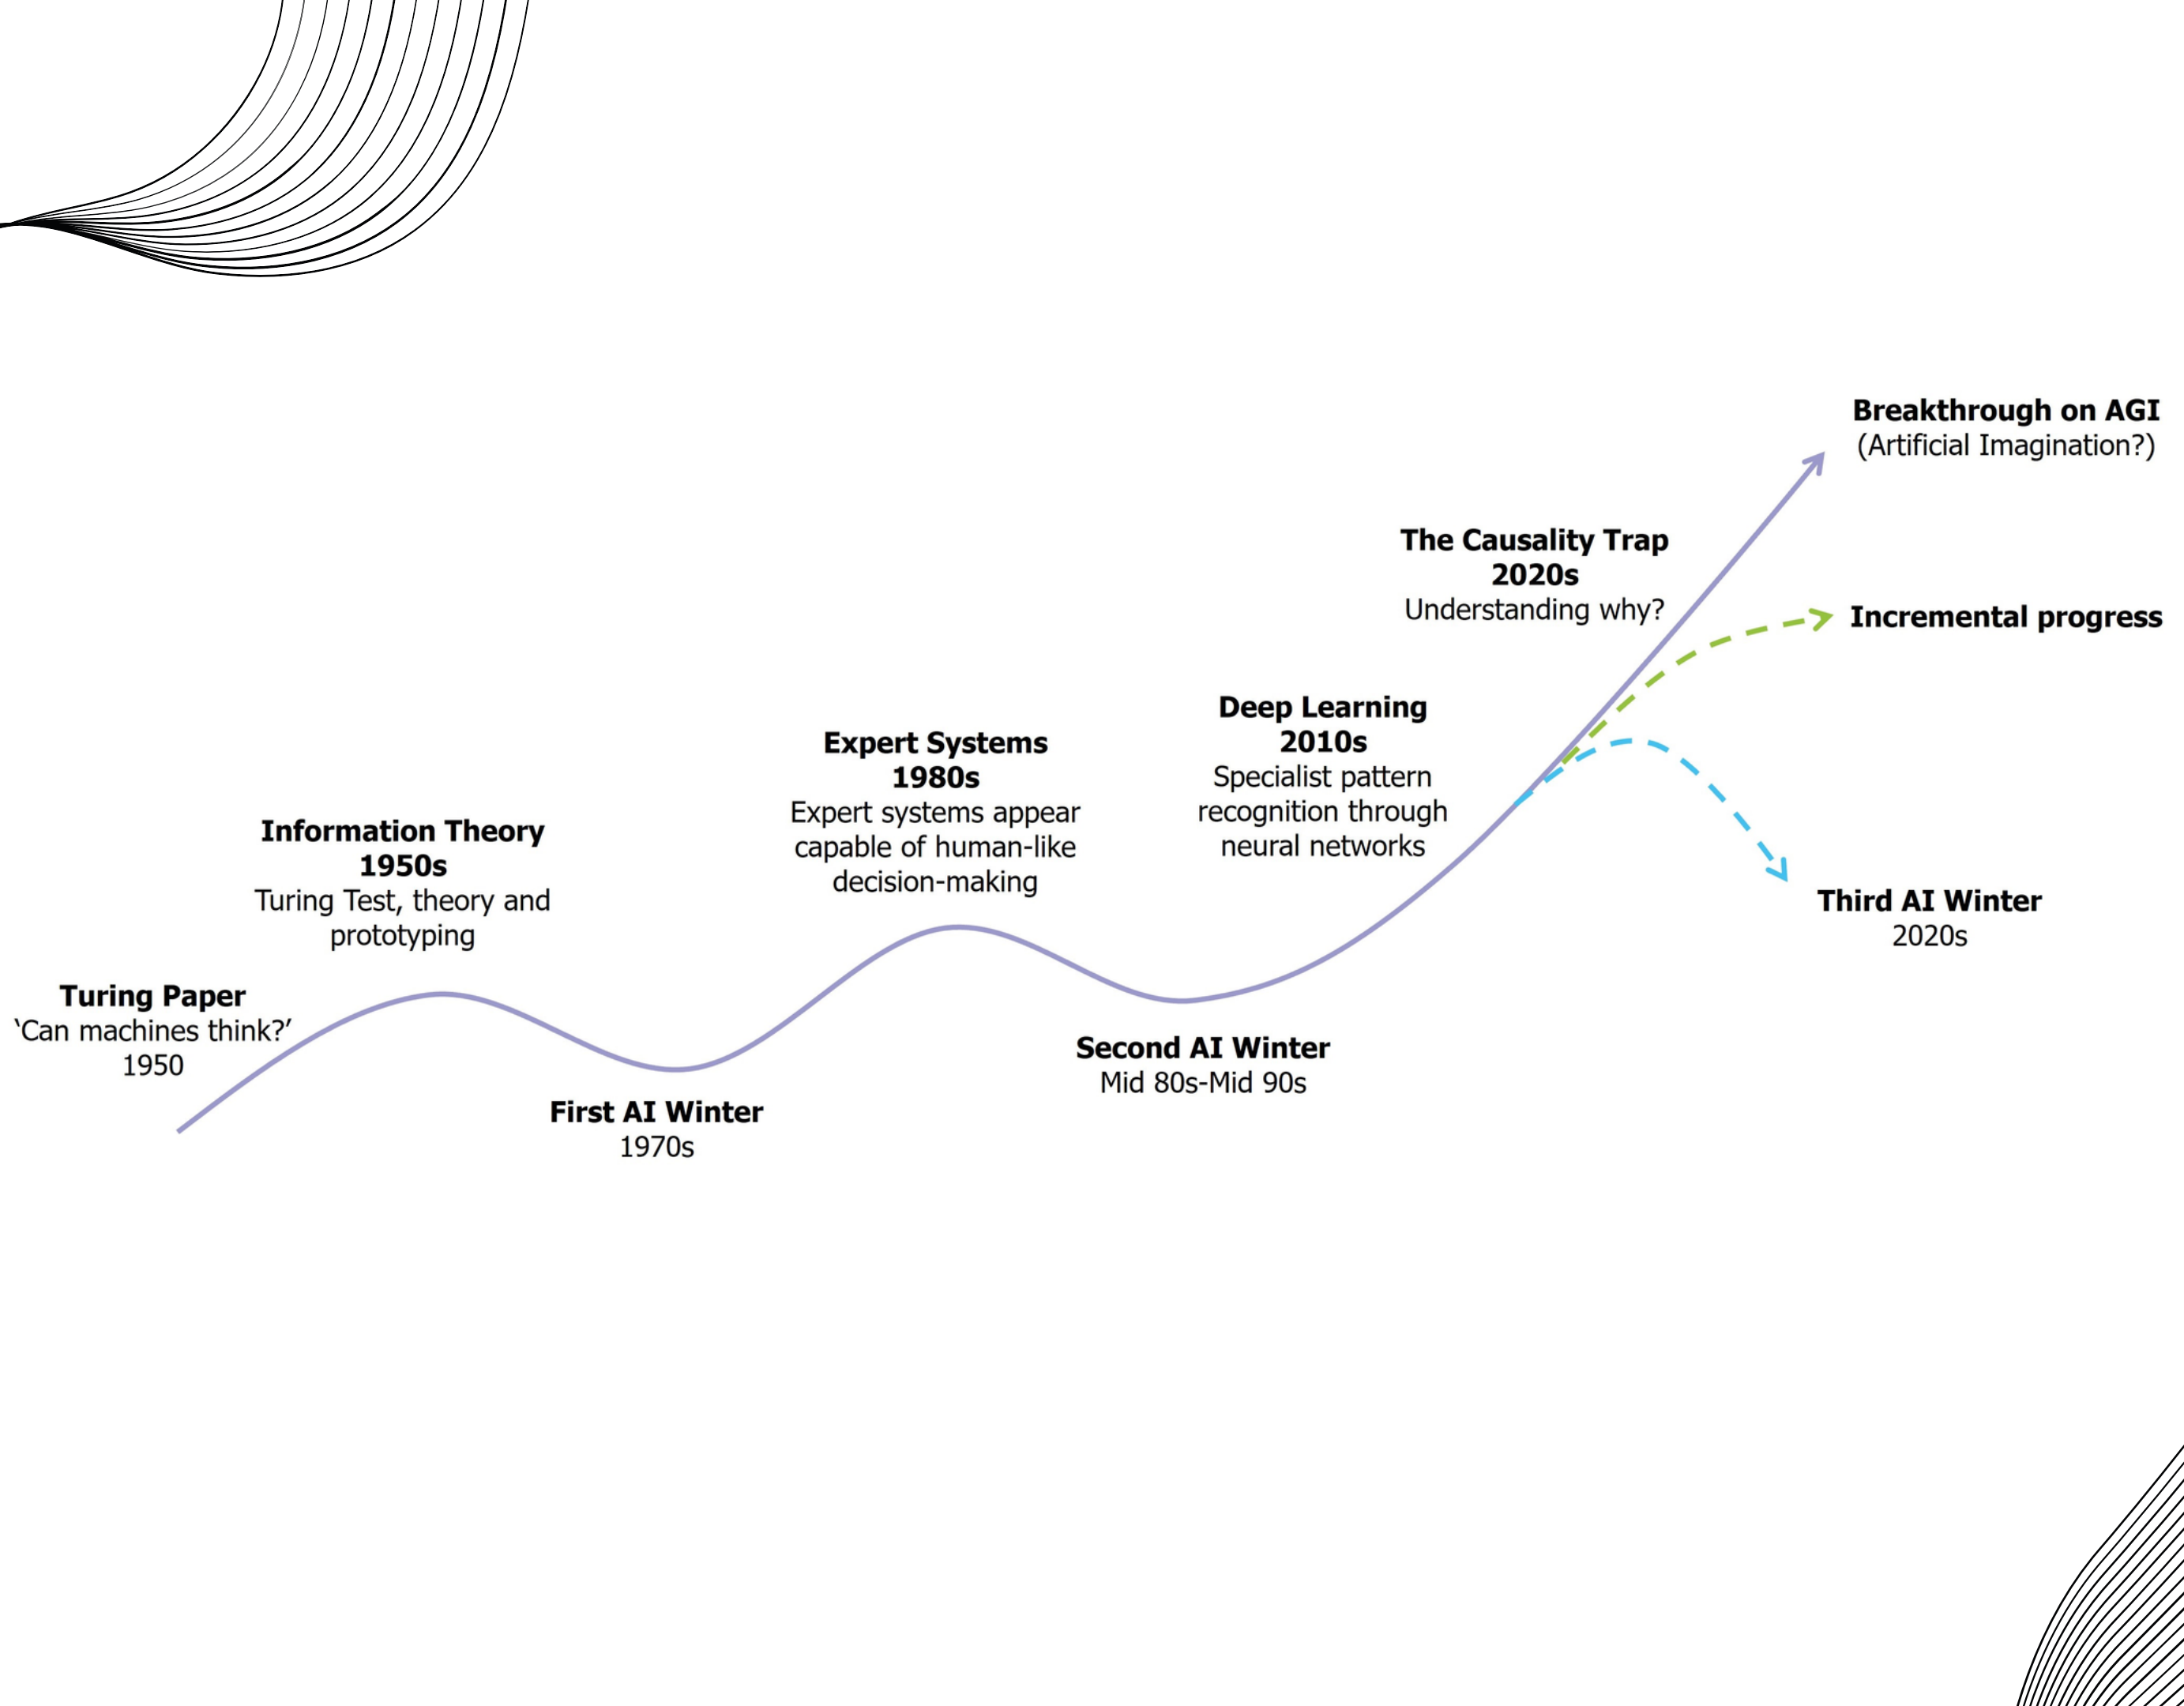 Turing Paper
‘Can machines think?’
1950
Information Theory
1950s
Turing Test, theory and
prototyping
First AI Winter
1970s
Expert Systems
1980s
Expert systems appear
capable of human-like
decision-making
Second AI Winter
Mid 80s-Mid 90s
Deep Learning
2010s
Specialist pattern
recognition through
neural networks
The Causality Trap
2020s
Understanding why?
Breakthrough on AGI
(Artificial Imagination?)
Incremental progress
Third AI Winter
2020s